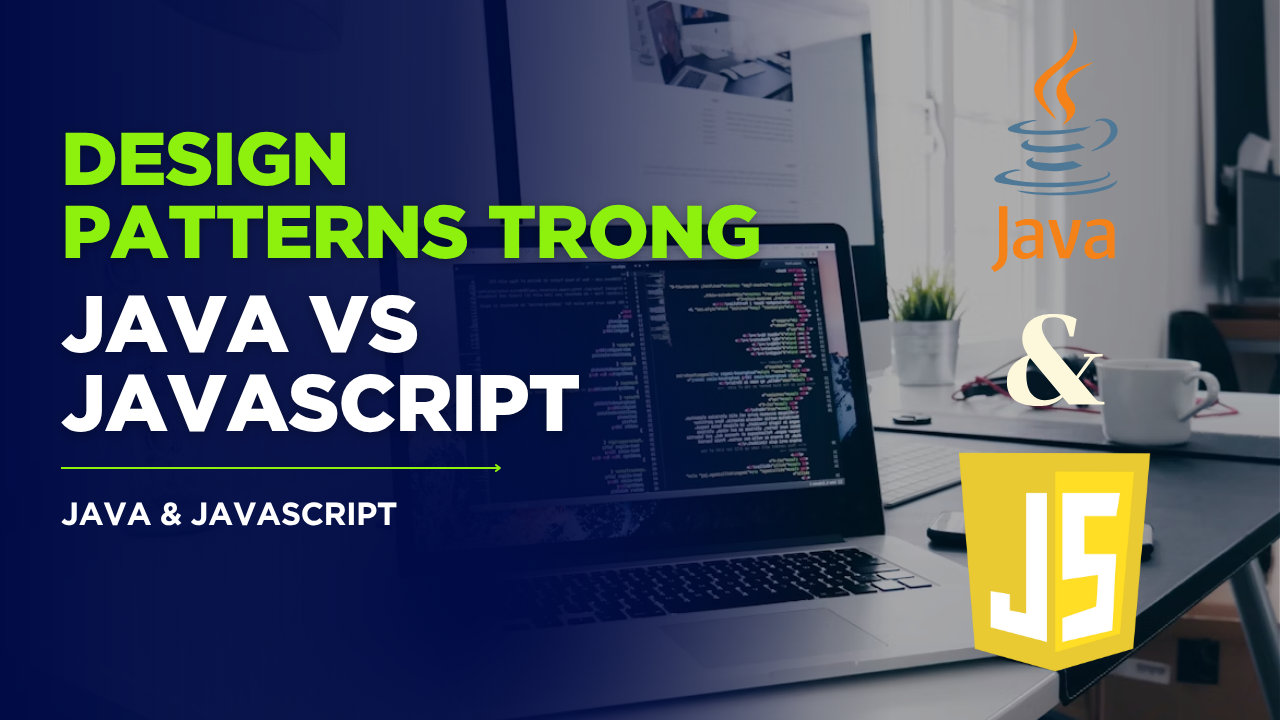 DESIGN
PATTERNS TRONG
JAVA VS
JAVASCRIPT
JAVA & JAVASCRIPT
Java
&
JS